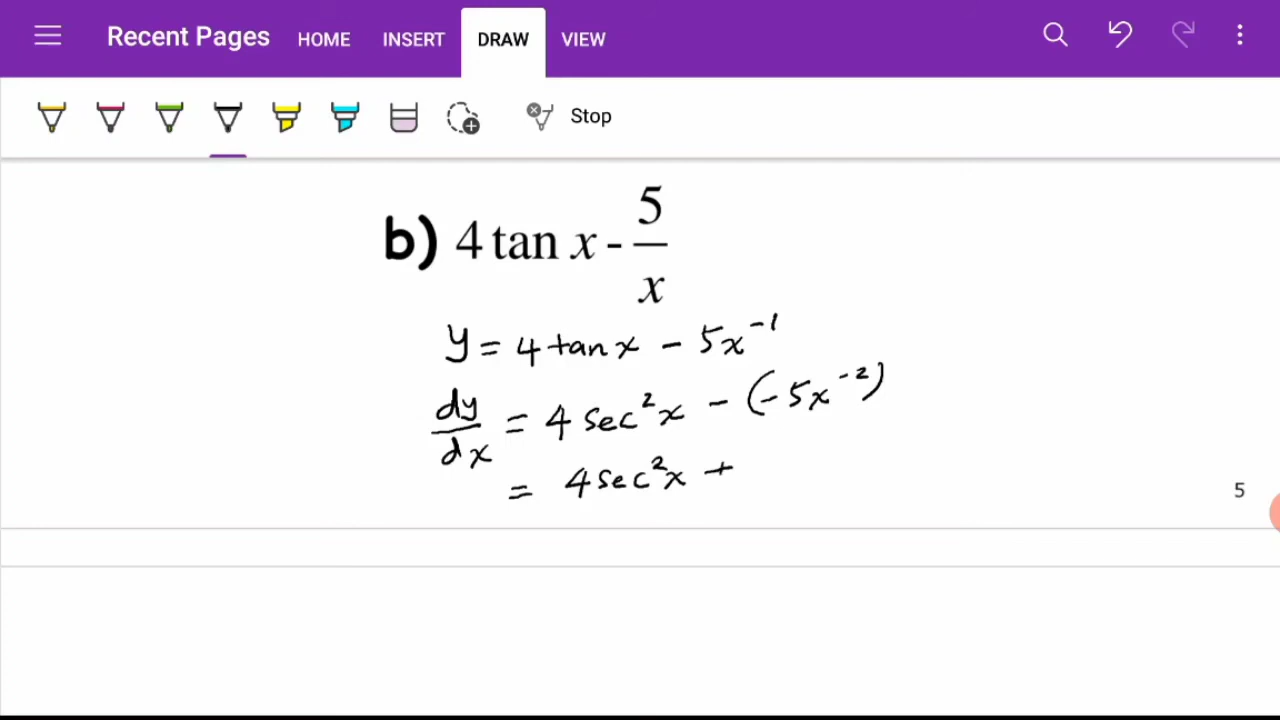 Recent Pages HOME INSERT DRAW VIEW
Stop
b) 4 tan x - 5/x
y = 4 tan x - 5x⁻¹
dy/dx = 4 sec²x - (-5x⁻²)
= 4 sec²x +
5